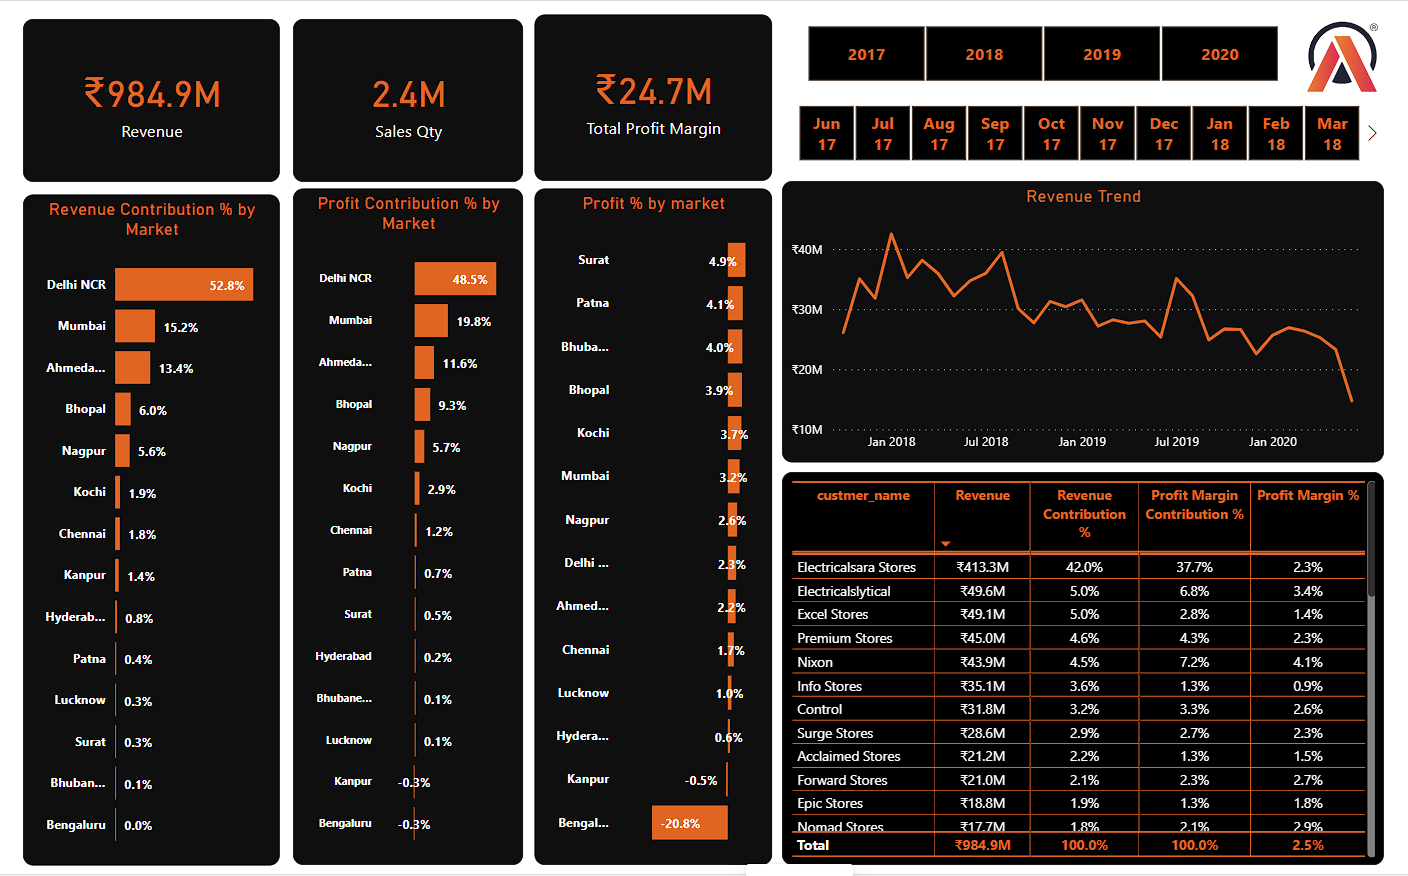 ₹984.9M
Revenue
2.4M
Sales Qty
₹24.7M
Total Profit Margin
2017
2018
2019
2020
®
Jun
17
Jul
17
Aug
17
Sep
17
Oct
17
Nov
17
Dec
17
Jan
18
Feb
18
Mar
18
Revenue Contribution % by
Market
Delhi NCR 52.8%
Mumbai 15.2%
Ahmeda... 13.4%
Bhopal 6.0%
Nagpur 5.6%
Kochi 1.9%
Chennai 1.8%
Kanpur 1.4%
Hyderab... 0.8%
Patna 0.4%
Lucknow 0.3%
Surat 0.3%
Bhuban... 0.1%
Bengaluru 0.0%
Profit Contribution % by
Market
Delhi NCR 48.5%
Mumbai 19.8%
Ahmeda... 11.6%
Bhopal 9.3%
Nagpur 5.7%
Kochi 2.9%
Chennai 1.2%
Patna 0.7%
Surat 0.5%
Hyderabad 0.2%
Bhubane... 0.1%
Lucknow 0.1%
Kanpur -0.3%
Bengaluru -0.3%
Profit % by market
Surat 4.9%
Patna 4.1%
Bhuba... 4.0%
Bhopal 3.9%
Kochi 3.7%
Mumbai 3.2%
Nagpur 2.6%
Delhi ... 2.3%
Ahmed... 2.2%
Chennai 1.7%
Lucknow 1.0%
Hydera... 0.6%
Kanpur -0.5%
Bengal... -20.8%
Revenue Trend
₹40M
₹30M
₹20M
₹10M
Jan 2018 Jul 2018 Jan 2019 Jul 2019 Jan 2020
custmer_name
Revenue
Revenue
Contribution
%
Profit Margin
Contribution %
Profit Margin %
Electricalsara Stores ₹413.3M 42.0% 37.7% 2.3%
Electricalslytical ₹49.6M 5.0% 6.8% 3.4%
Excel Stores ₹49.1M 5.0% 2.8% 1.4%
Premium Stores ₹45.0M 4.6% 4.3% 2.3%
Nixon ₹43.9M 4.5% 7.2% 4.1%
Info Stores ₹35.1M 3.6% 1.3% 0.9%
Control ₹31.8M 3.2% 3.3% 2.6%
Surge Stores ₹28.6M 2.9% 2.7% 2.3%
Acclaimed Stores ₹21.2M 2.2% 1.3% 1.5%
Forward Stores ₹21.0M 2.1% 2.3% 2.7%
Epic Stores ₹18.8M 1.9% 1.3% 1.8%
Nomad Stores ₹17.7M 1.8% 2.1% 2.9%
Total ₹984.9M 100.0% 100.0% 2.5%